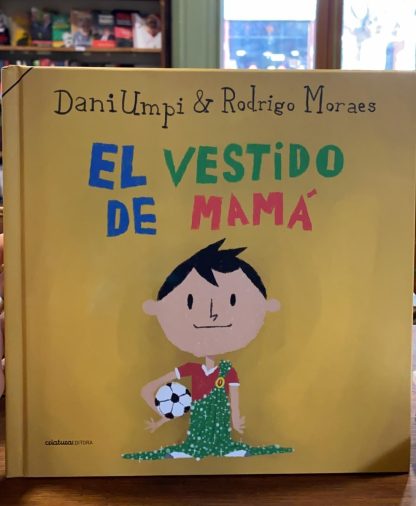 Dani Umpi & Rodrigo Moraes
EL VESTiDO
DE MAMÁ
criatura EDITORA